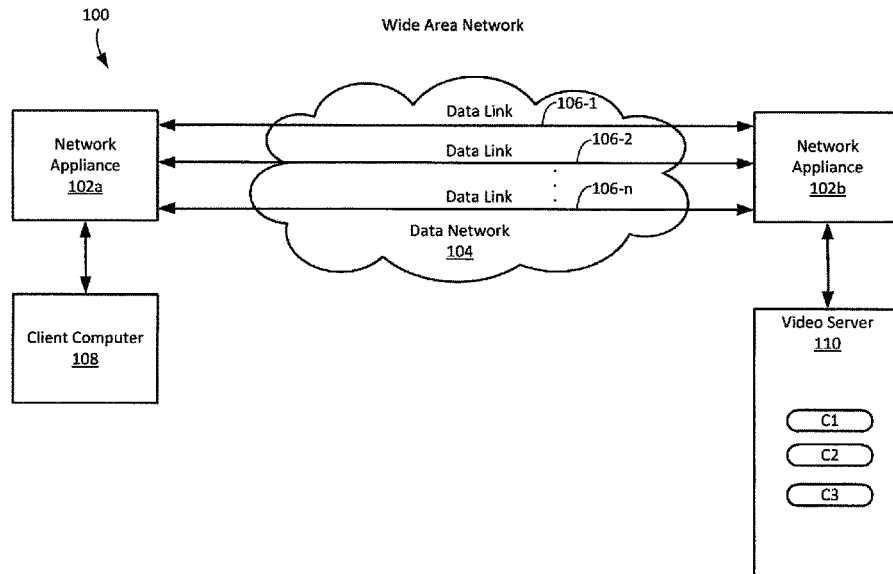 100
Wide Area Network
Network
Appliance
102a
Data Link
106-1
Data Link
106-2
Data Link
106-n
Data Network
104
Network
Appliance
102b
Client Computer
108
Video Server
110
C1
C2
C3